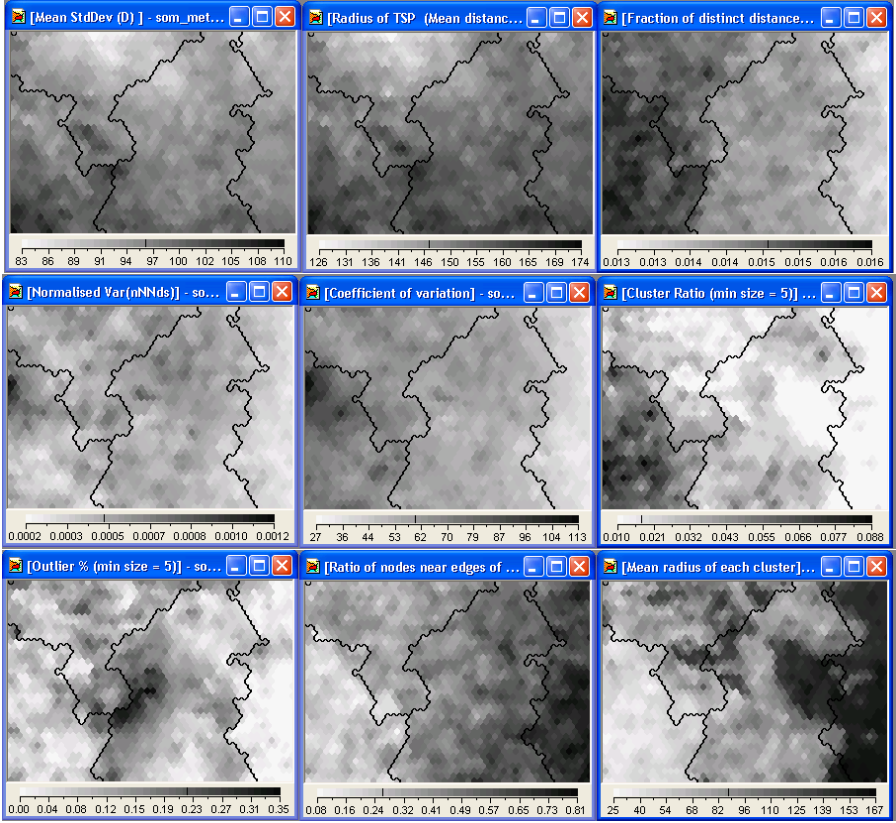 [Mean StdDev (D) ] - som_met...
[Radius of TSP (Mean distanc...
[Fraction of distinct distance...
83 86 89 91 94 97 100 102 105 108 110
126 131 136 141 146 150 155 160 165 169 174
0.013 0.013 0.014 0.014 0.015 0.015 0.016 0.016
[Normalised Var(nNNds)] - so...
[Coefficient of variation] - so...
[Cluster Ratio (min size = 5)] ...
0.0002 0.0003 0.0005 0.0007 0.0008 0.0010 0.0012
27 36 44 53 62 70 79 87 96 104 113
0.010 0.021 0.032 0.043 0.055 0.066 0.077 0.088
[Outlier % (min size = 5)] - so...
[Ratio of nodes near edges of ...
[Mean radius of each cluster]...
0.00 0.04 0.08 0.12 0.16 0.19 0.23 0.27 0.31 0.35
0.08 0.16 0.24 0.32 0.41 0.49 0.57 0.65 0.73 0.81
25 39 54 68 82 96 110 125 139 153 167